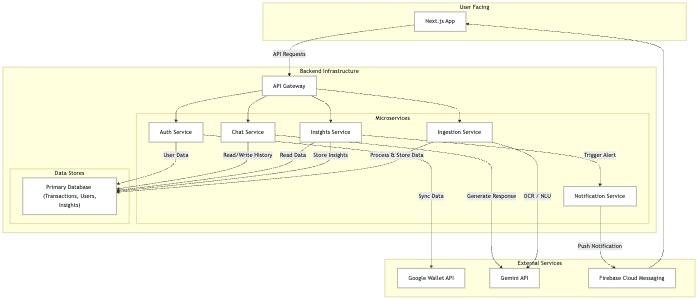 User Facing
Next.js App
API Requests
Backend Infrastructure
API Gateway
Microservices
Auth Service
Chat Service
Insights Service
Ingestion Service
User Data
Read/Write History
Read Data
Store Insights
Process & Store Data
Trigger Alert
Data Stores
Primary Database
(Transactions, Users,
Insights)
Sync Data
Generate Response
OCR / NLU
Notification Service
Push Notification
External Services
Google Wallet API
Gemini API
Firebase Cloud Messaging